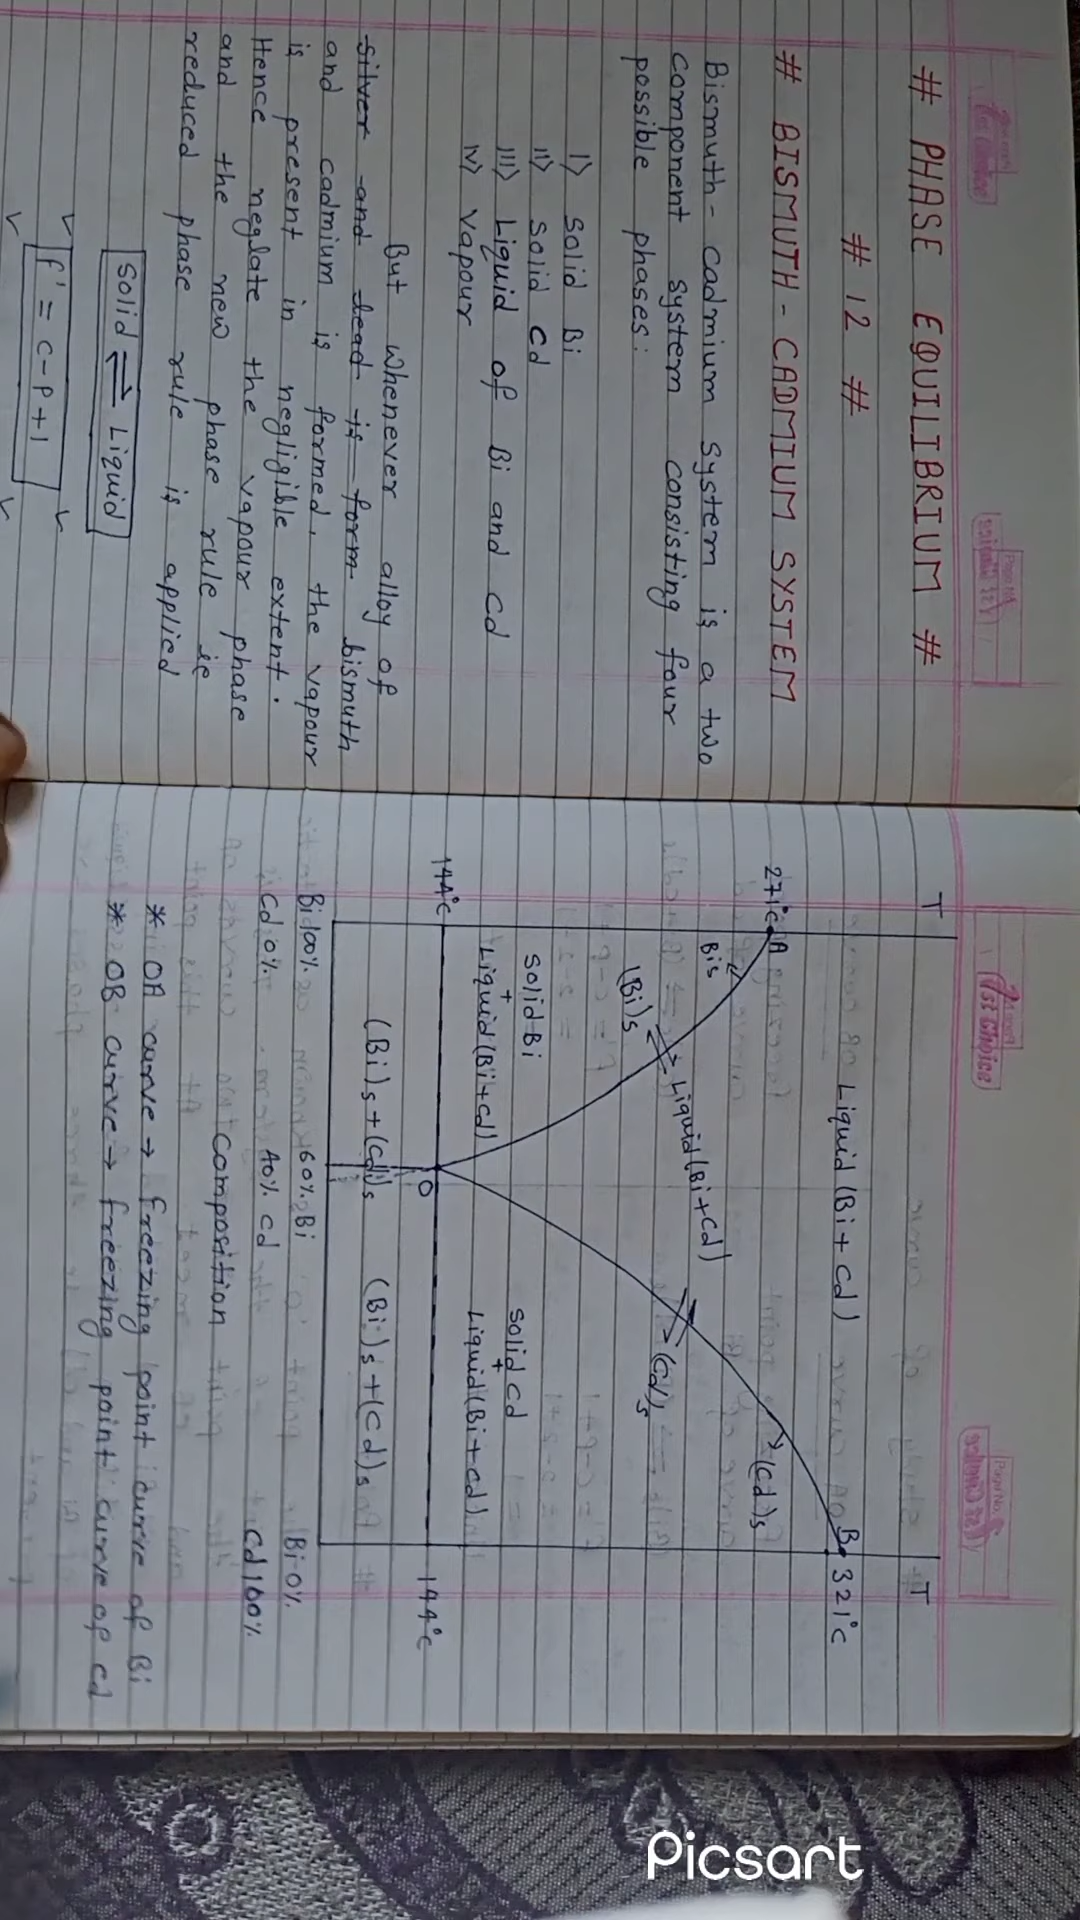 # PHASE EQUILIBRIUM #
# 12 #
# BISMUTH-CADMIUM SYSTEM
Bismuth-cadmium system is a two
component system consisting four
possible phases:
I) Solid Bi
II) Solid Cd
III) Liquid of Bi and Cd
IV) Vapour
But whenever alloy of
silver and lead is form bismuth
and cadmium is formed, the vapour
is present in negligible extent.
Hence neglate the vapour phase
and the new phase rule is
reduced phase rule is applied
Solid ⇌ Liquid
f' = C-P+1
1st Choice
Page No.
T
T
Liquid (Bi + Cd)
271°C A
B 321°C
Bis
(Cd)s
(Bi)s ⇌ Liquid (Bi+Cd)
(Cd)s
Solid Bi
+
Liquid (Bi+Cd)
Solid Cd
+
Liquid (Bi+Cd)
144°C
O
144°C
(Bi)s + (Cd)s
(Bi)s + (Cd)s
Bi 100%
60% Bi
Bi 0%
Cd 0%
40% Cd
Cd 100%
Composition
* OA curve → freezing point curve of Bi
* OB curve → freezing point curve of Cd
Picsart